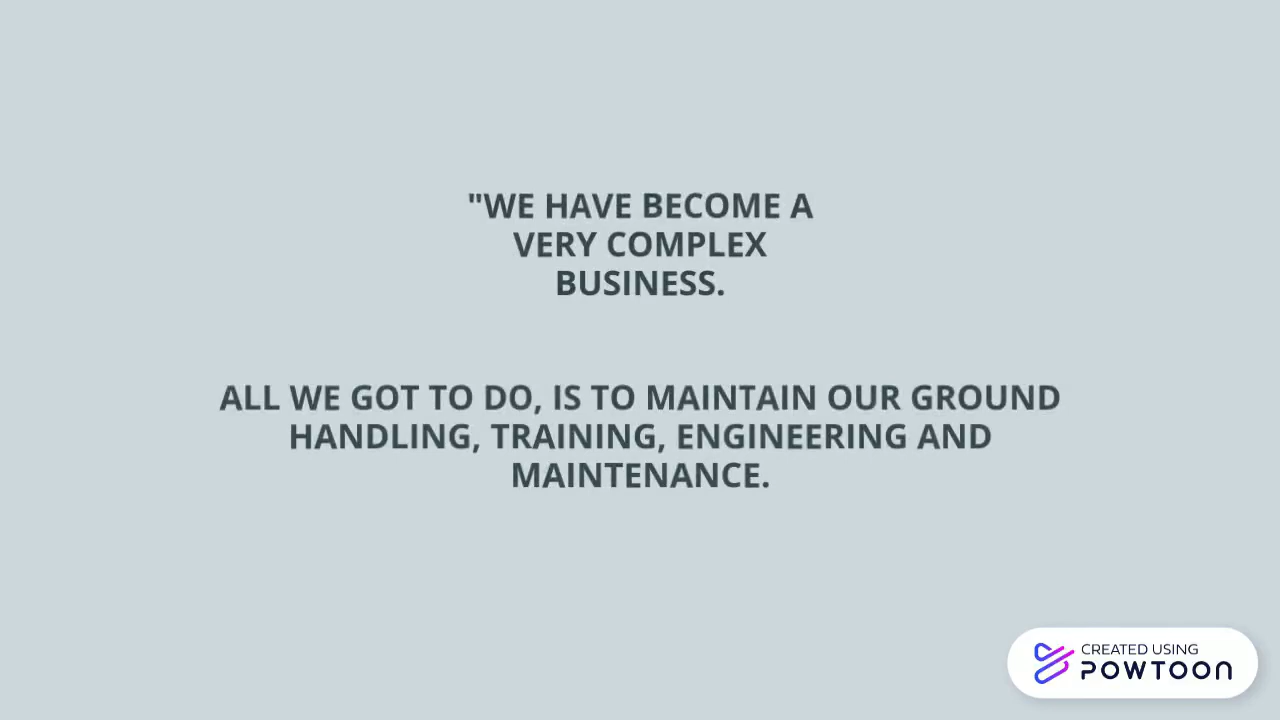 "WE HAVE BECOME A
VERY COMPLEX
BUSINESS.
ALL WE GOT TO DO, IS TO MAINTAIN OUR GROUND
HANDLING, TRAINING, ENGINEERING AND
MAINTENANCE.
CREATED USING
POWTOON